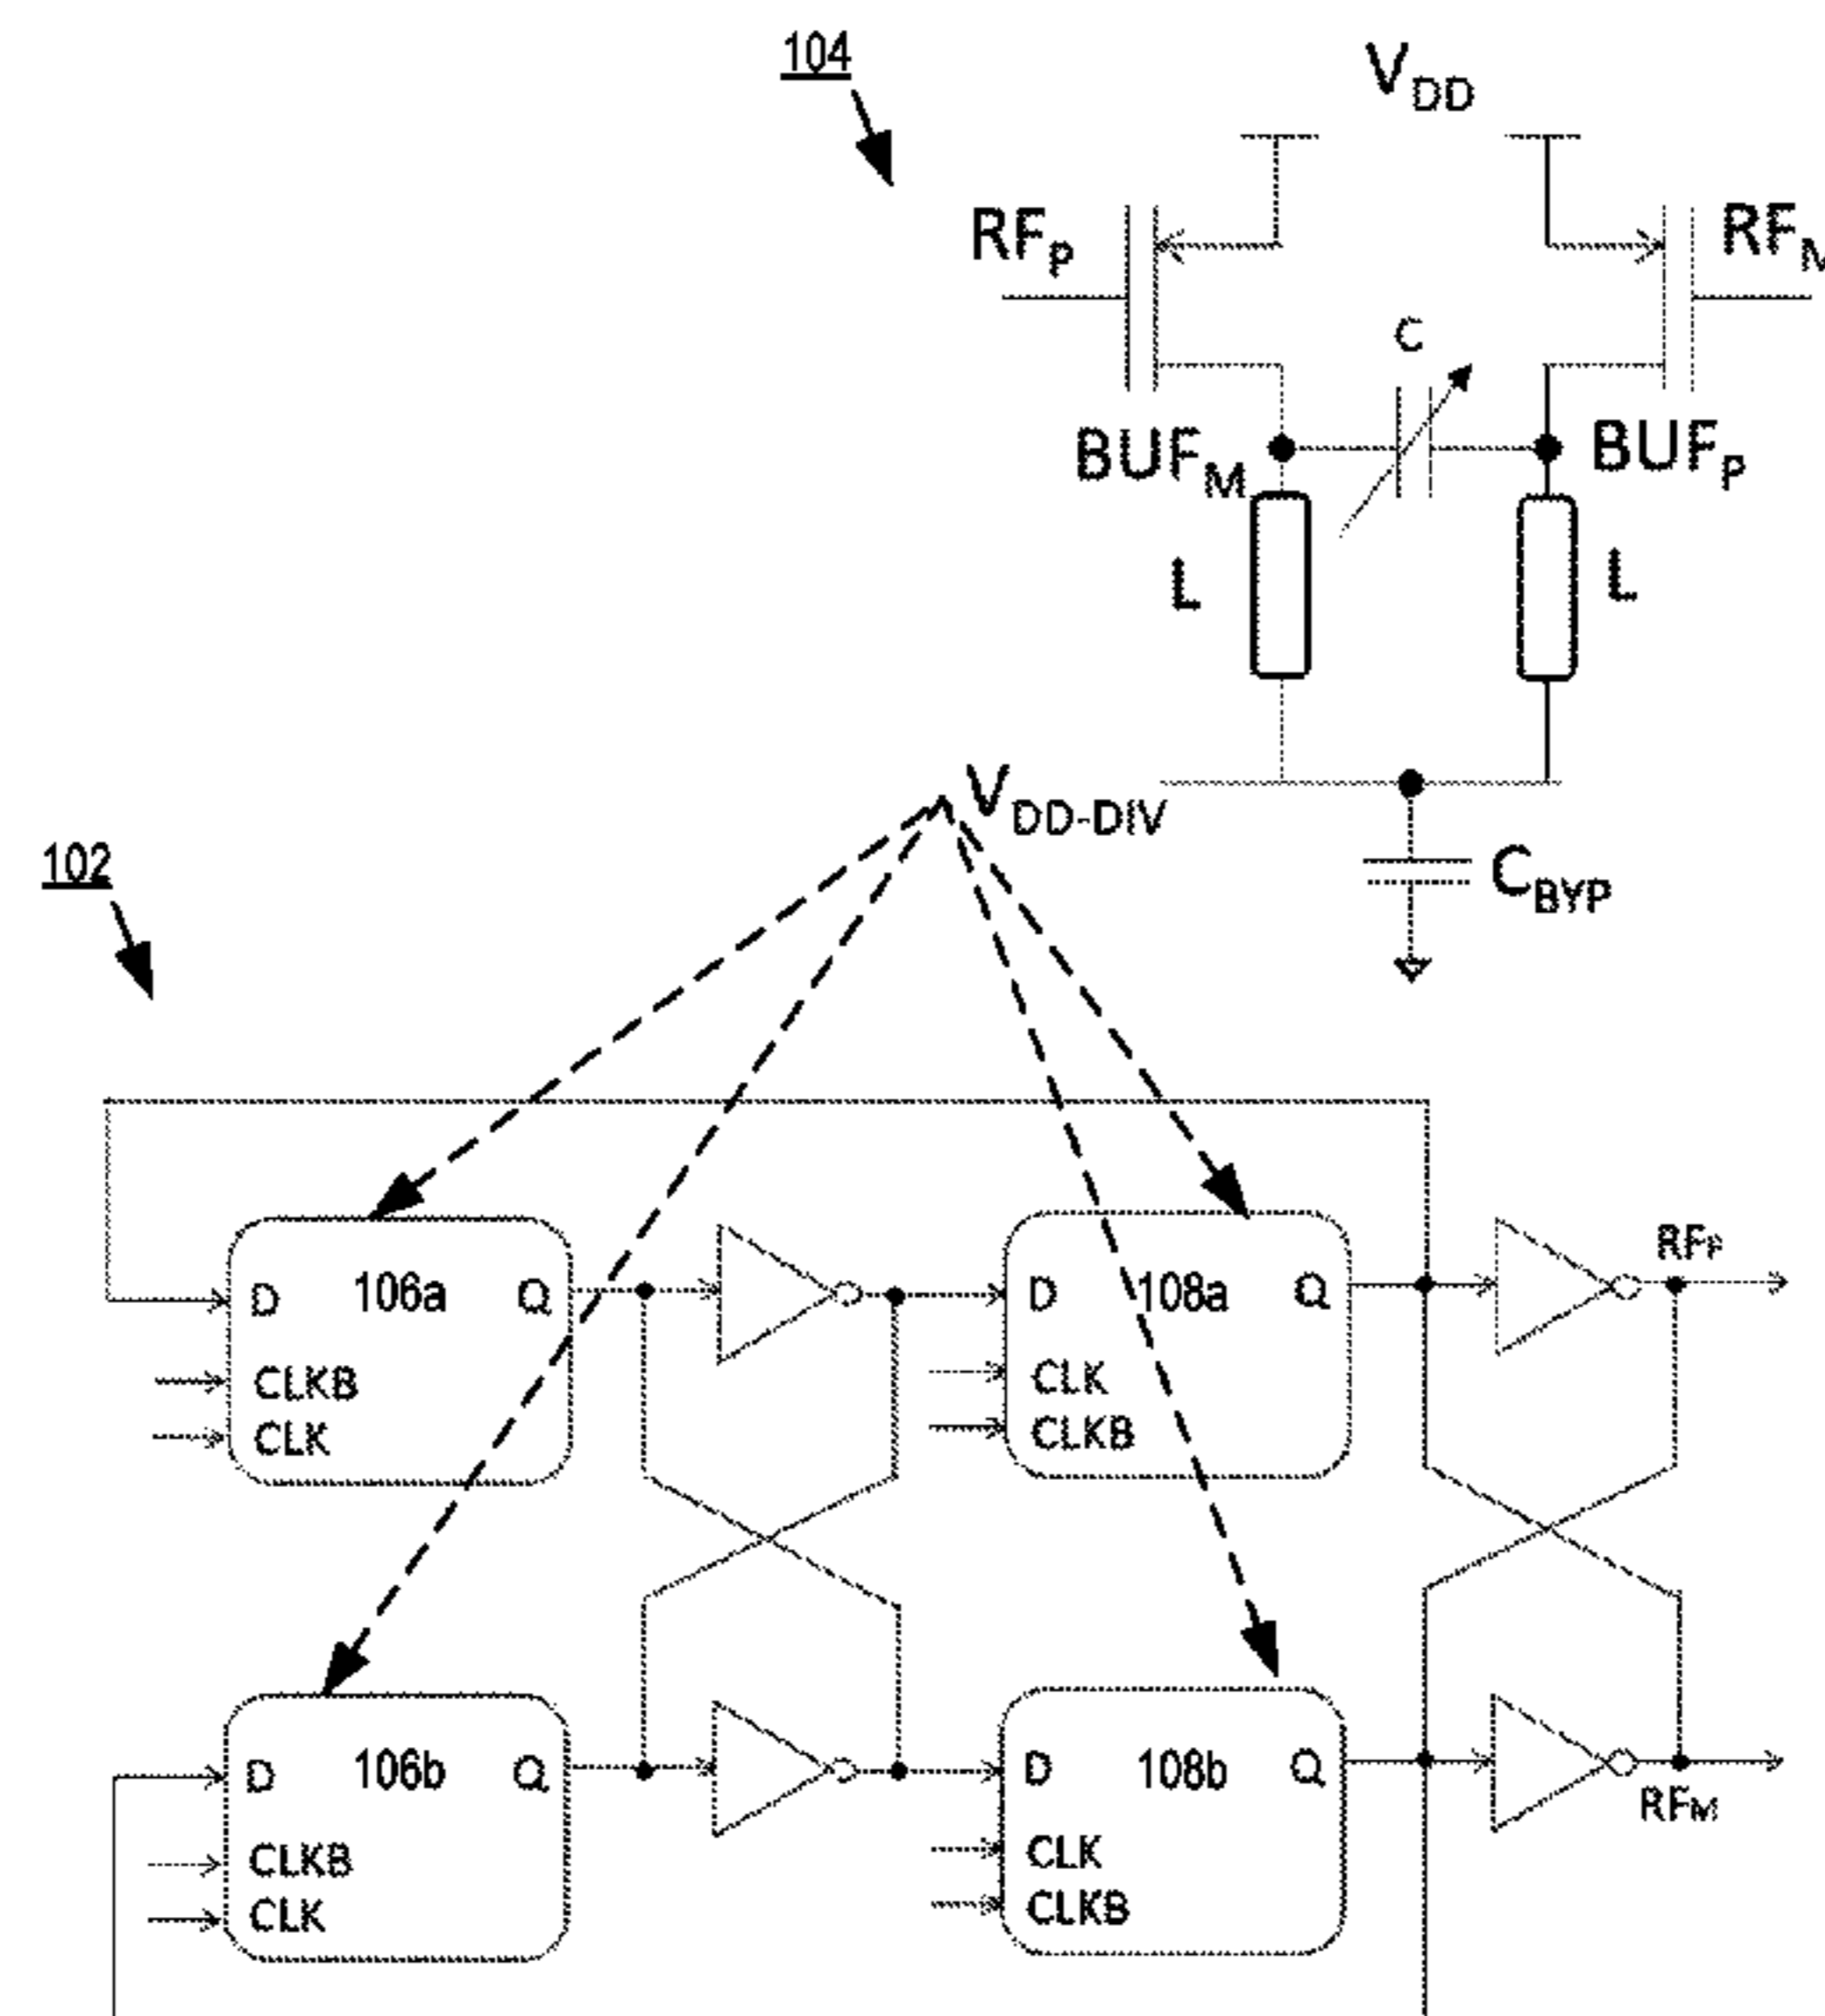 104
VDD
RFP
RFM
C
BUFM
BUFP
L
L
VDD-DIV
CBYP
102
D
106a
Q
CLKB
CLK
D
108a
Q
CLK
CLKB
RFP
D
106b
Q
CLKB
CLK
D
108b
Q
CLK
CLKB
RFM